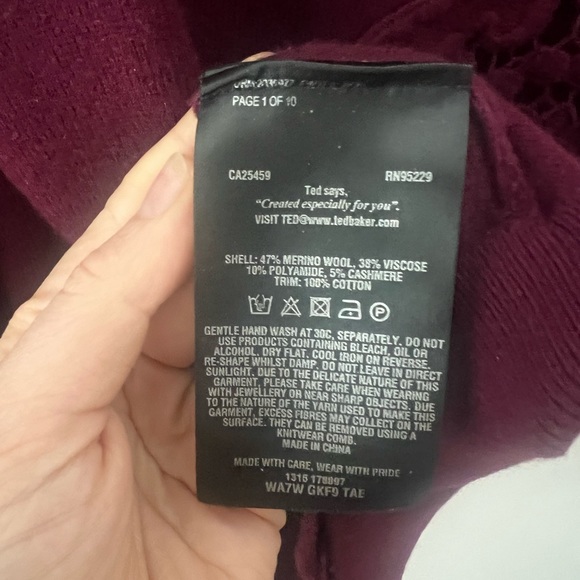 PAGE 1 OF 10
CA25459 RN95229
Ted says,
"Created especially for you".
VISIT TED@www.tedbaker.com
SHELL: 47% MERINO WOOL, 38% VISCOSE
10% POLYAMIDE, 5% CASHMERE
TRIM: 100% COTTON
P
GENTLE HAND WASH AT 30C, SEPARATELY. DO NOT
USE PRODUCTS CONTAINING BLEACH, OIL OR
ALCOHOL. DRY FLAT. COOL IRON ON REVERSE.
RE-SHAPE WHILST DAMP. DO NOT LEAVE IN DIRECT
SUNLIGHT. DUE TO THE DELICATE NATURE OF THIS
GARMENT, PLEASE TAKE CARE WHEN WEARING
WITH JEWELLERY OR NEAR SHARP OBJECTS. DUE
TO THE NATURE OF THE YARN USED TO MAKE THIS
GARMENT, EXCESS FIBRES MAY COLLECT ON THE
SURFACE. THEY CAN BE REMOVED USING A
KNITWEAR COMB.
MADE IN CHINA
MADE WITH CARE, WEAR WITH PRIDE
WA7W GKF9 TAE